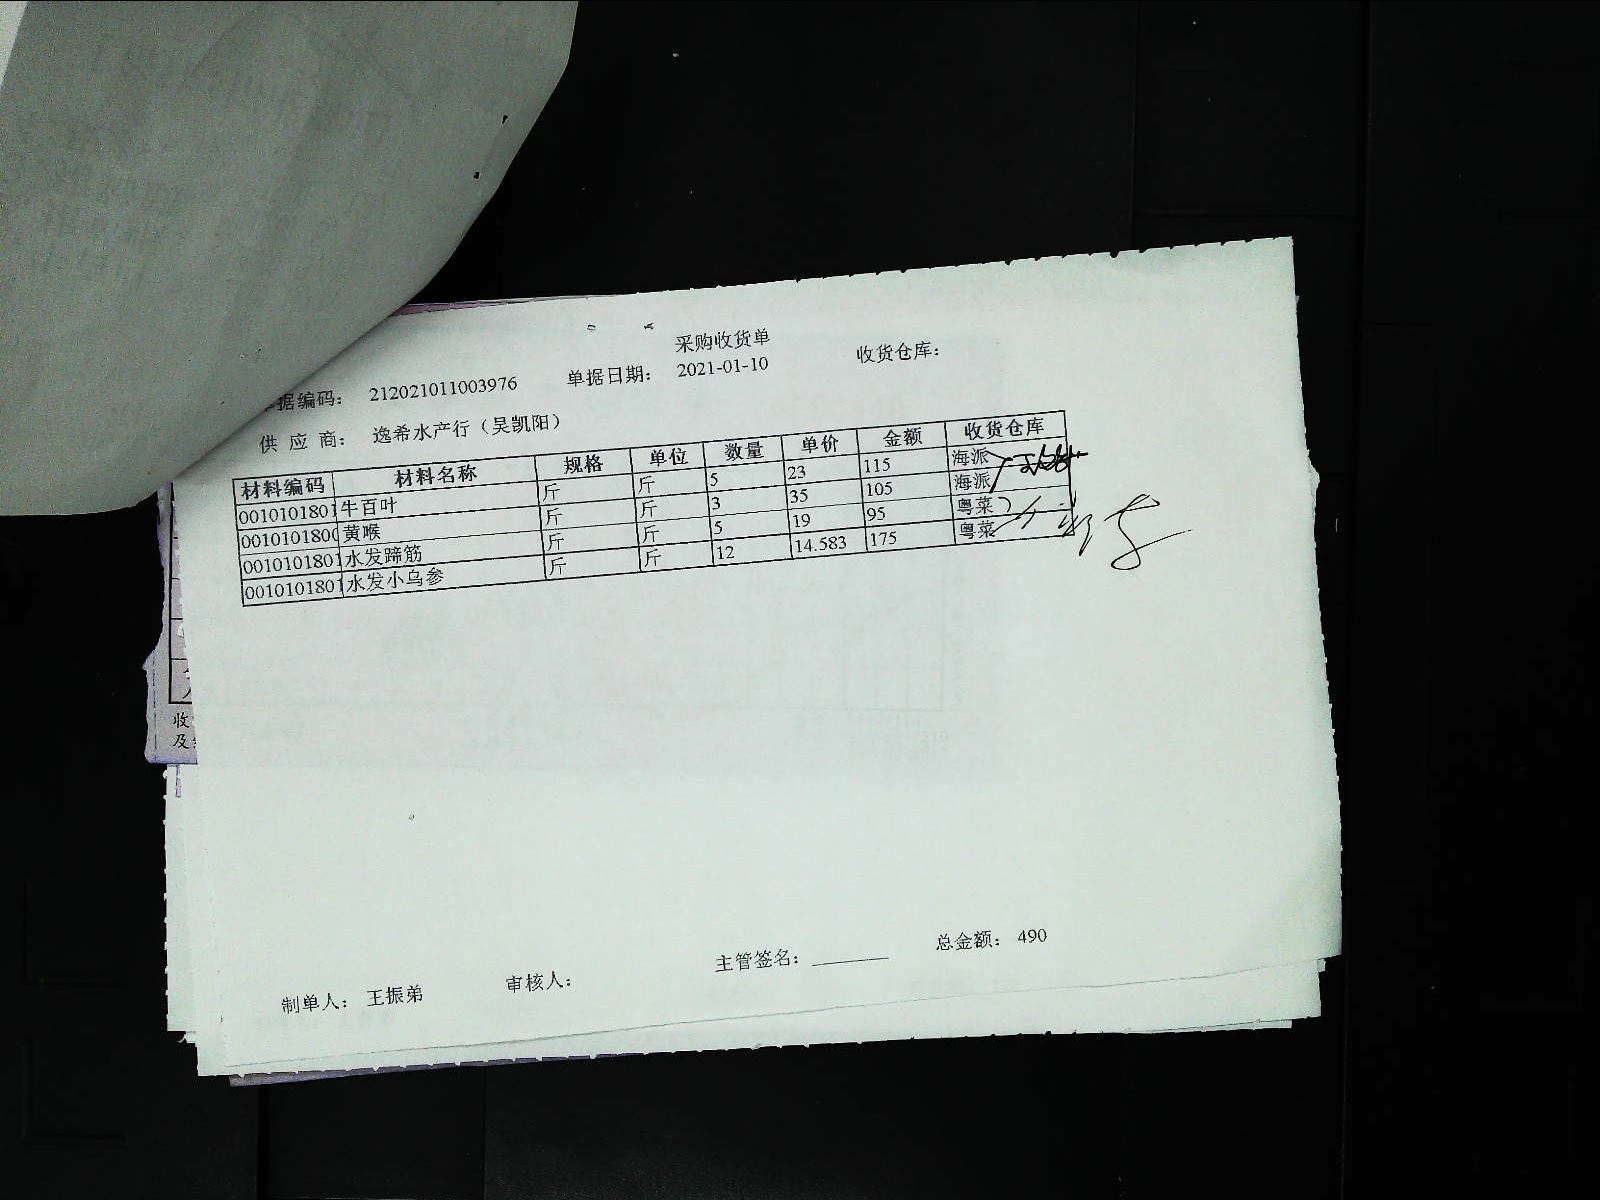 采购收货单
据编码： 212021011003976 单据日期： 2021-01-10 收货仓库：
供 应 商： 逸希水产行（吴凯阳）
材料编码 材料名称 规格 单位 数量 单价 金额 收货仓库
0010101801 牛百叶 斤 斤 5 23 115 海派
001010180 黄喉 斤 斤 3 35 105 海派
0010101801 水发蹄筋 斤 斤 5 19 95 粤菜
0010101801 水发小乌参 斤 斤 12 14.583 175 粤菜
收
及
制单人： 王振弟 审核人： 主管签名： 总金额： 490